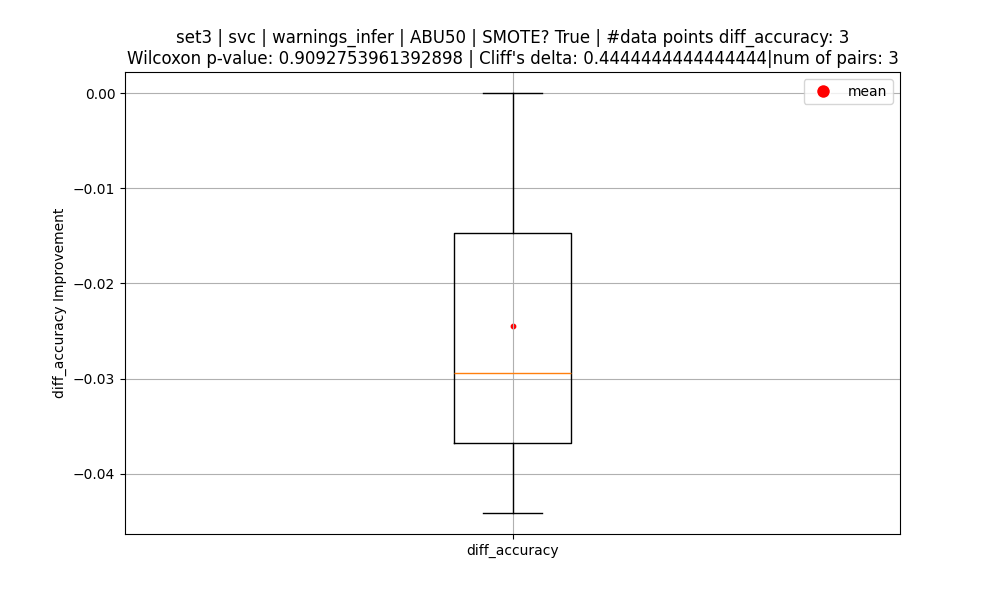 set3 | svc | warnings_infer | ABU50 | SMOTE? True | #data points diff_accuracy: 3
Wilcoxon p-value: 0.9092753961392898 | Cliff's delta: 0.4444444444444444|num of pairs: 3
mean
0.00
−0.01
−0.02
−0.03
−0.04
diff_accuracy Improvement
diff_accuracy